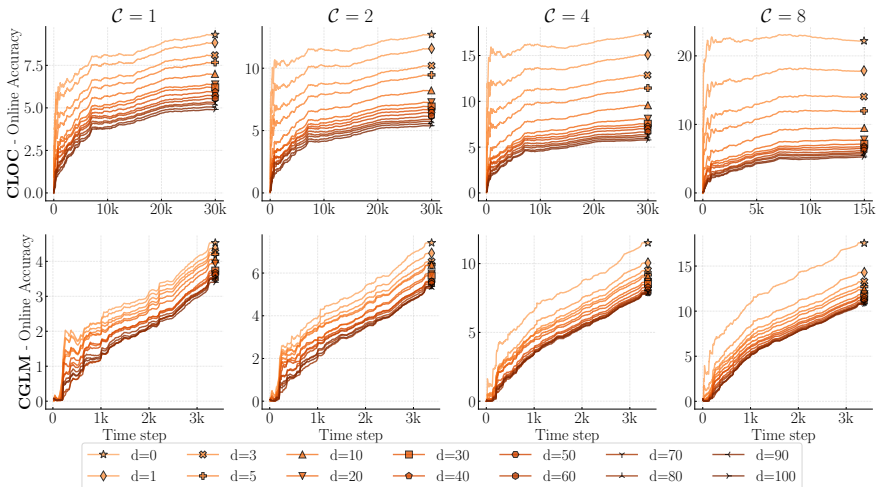 C = 1
C = 2
C = 4
C = 8
CLOC - Online Accuracy
7.5
5.0
2.5
0.0
0
10k
20k
30k
10
5
0
0
10k
20k
30k
15
10
5
0
0
10k
20k
30k
20
10
0
0
5k
10k
15k
CGLM - Online Accuracy
4
3
2
1
0
0
1k
2k
3k
Time step
6
4
2
0
0
1k
2k
3k
Time step
10
5
0
0
1k
2k
3k
Time step
15
10
5
0
0
1k
2k
3k
Time step
d=0 d=3 d=10 d=30 d=50 d=70 d=90
d=1 d=5 d=20 d=40 d=60 d=80 d=100